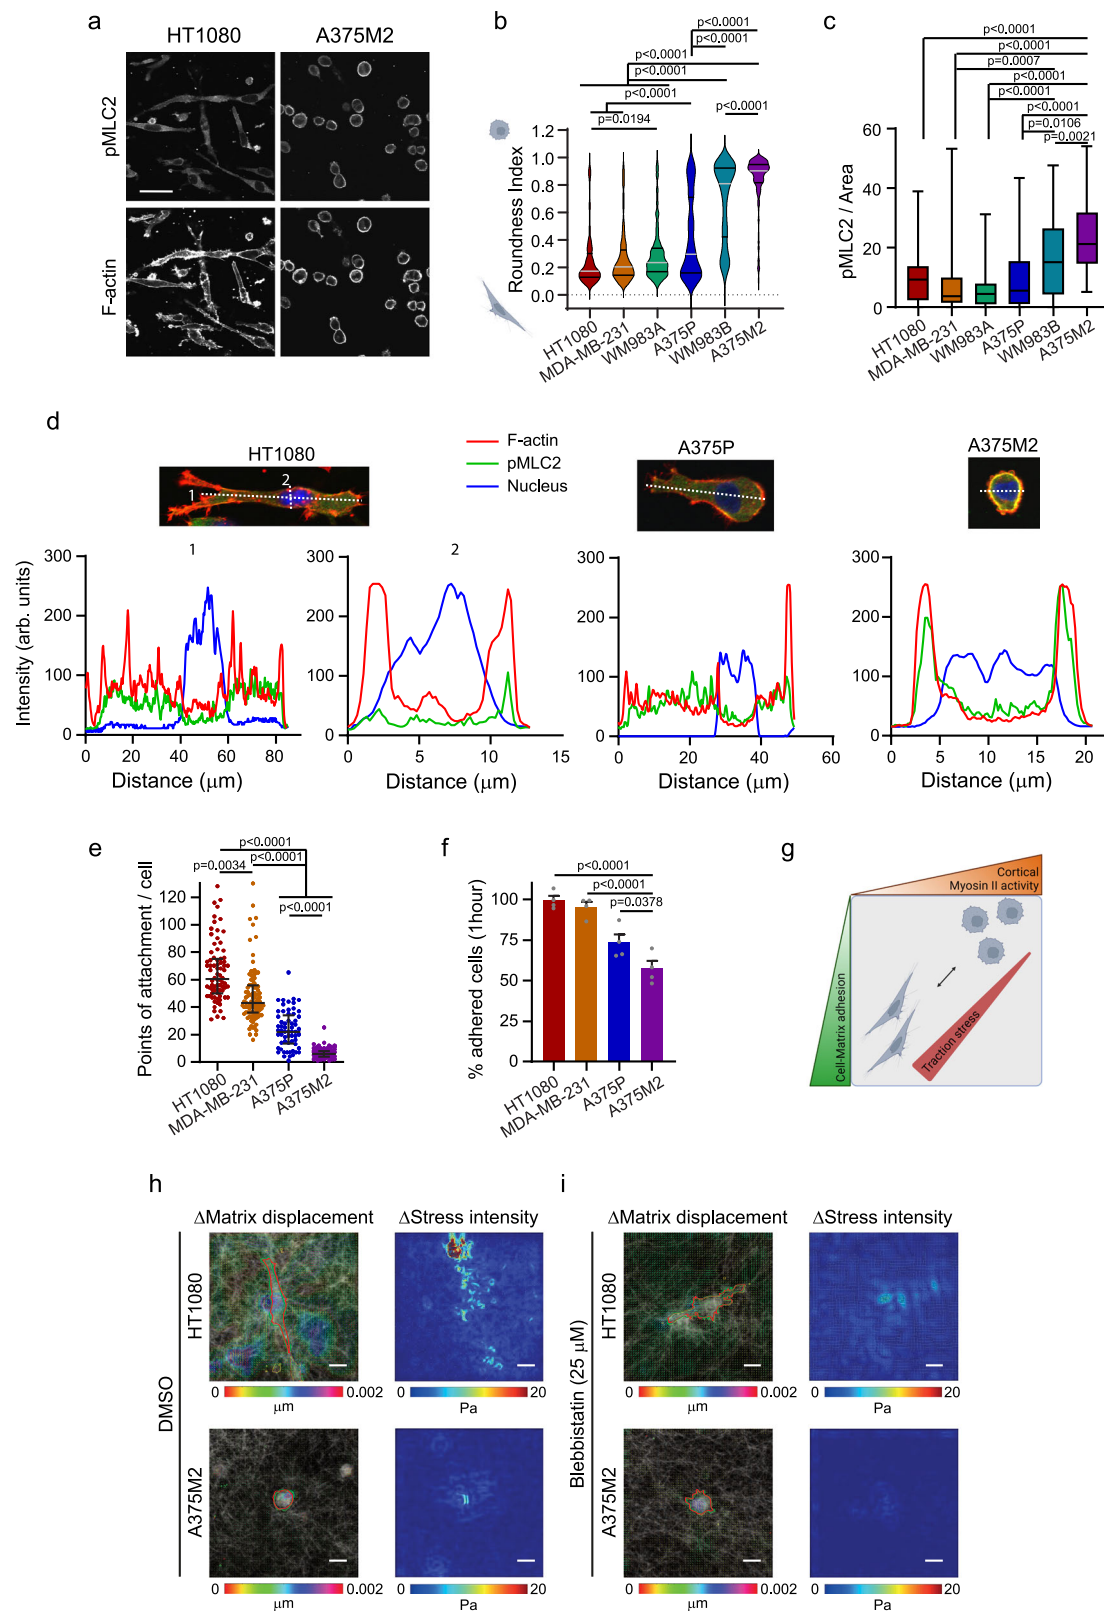 a
HT1080
A375M2
pMLC2
F-actin
b
p<0.0001
p<0.0001
p<0.0001
p<0.0001
p<0.0001
p<0.0001
p=0.0194
Roundness Index
1.2
1.0
0.8
0.6
0.4
0.2
0.0
HT1080
MDA-MB-231
WM983A
A375P
WM983B
A375M2
c
p<0.0001
p<0.0001
p=0.0007
p<0.0001
p<0.0001
p=0.0106
p=0.0021
pMLC2 / Area
60
40
20
0
HT1080
MDA-MB-231
WM983A
A375P
WM983B
A375M2
d
HT1080
F-actin
pMLC2
Nucleus
A375P
A375M2
1
2
1
2
Intensity (arb. units)
300
200
100
0
0 20 40 60 80
Distance (μm)
300
200
100
0
0 5 10 15
Distance (μm)
300
200
100
0
0 20 40 60
Distance (μm)
300
200
100
0
0 5 10 15 20
Distance (μm)
e
p<0.0001
p=0.0034
p<0.0001
p<0.0001
Points of attachment / cell
120
100
80
60
40
20
0
HT1080
MDA-MB-231
A375P
A375M2
f
p<0.0001
p<0.0001
p=0.0378
% adhered cells (1hour)
100
75
50
25
0
HT1080
MDA-MB-231
A375P
A375M2
g
Cortical
Myosin II activity
Cell-Matrix adhesion
Traction stress
h
ΔMatrix displacement
ΔStress intensity
DMSO
HT1080
0 0.002
μm
0 20
Pa
A375M2
0 0.002
μm
0 20
Pa
i
ΔMatrix displacement
ΔStress intensity
Blebbistatin (25 μM)
HT1080
0 0.002
μm
0 20
Pa
A375M2
0 0.002
μm
0 20
Pa